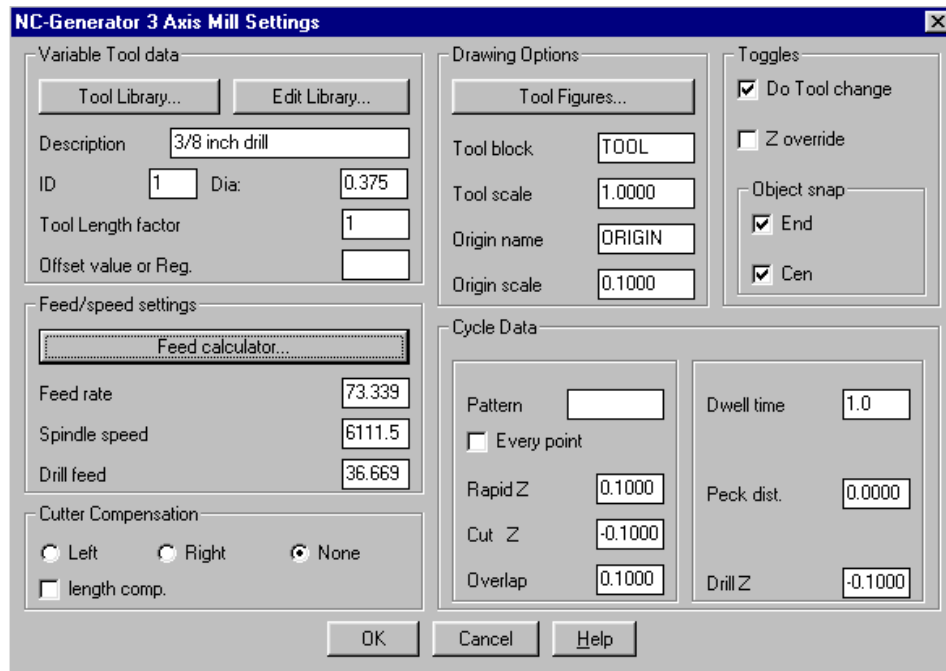 NC-Generator 3 Axis Mill Settings
Variable Tool data
Tool Library...
Edit Library...
Description
3/8 inch drill
ID
1
Dia:
0.375
Tool Length factor
1
Offset value or Reg.
Feed/speed settings
Feed calculator...
Feed rate
73.339
Spindle speed
6111.5
Drill feed
36.669
Cutter Compensation
Left
Right
None
length comp.
Drawing Options
Tool Figures...
Tool block
TOOL
Tool scale
1.0000
Origin name
ORIGIN
Origin scale
0.1000
Toggles
Do Tool change
Z override
Object snap
End
Cen
Cycle Data
Pattern
Every point
Rapid Z
0.1000
Cut Z
-0.1000
Overlap
0.1000
Dwell time
1.0
Peck dist.
0.0000
Drill Z
-0.1000
OK
Cancel
Help